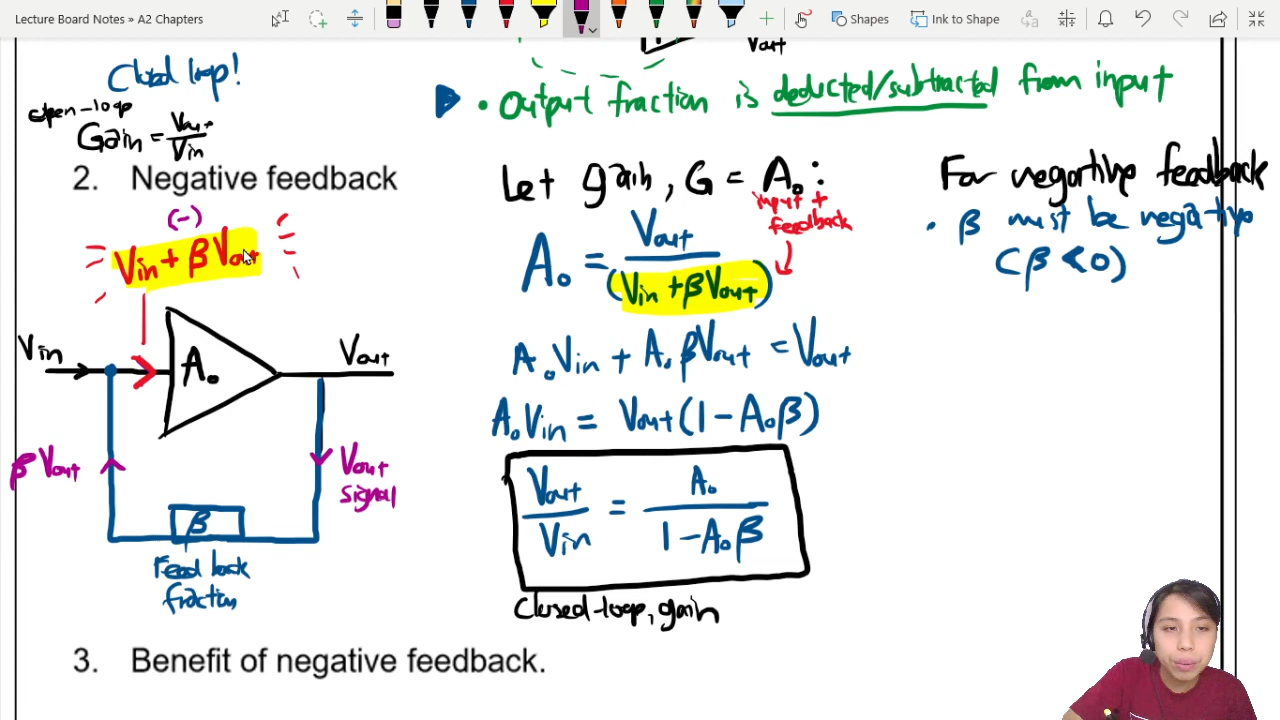 Lecture Board Notes » A2 Chapters
Shapes
Ink to Shape
Closed loop!
Vout
• Output fraction is deducted/subtracted from input
open-loop
Gain = Vout/Vin
2. Negative feedback
Let gain, G = A₀ :
For negative feedback
• β must be negative
(β < 0)
(-)
Vin + βVout
input +
feedback
A₀ = Vout/(Vin + βVout)
Vin
A₀
Vout
A₀Vin + A₀βVout = Vout
A₀Vin = Vout(1 - A₀β)
βVout
Vout
signal
Vout/Vin = A₀/(1 - A₀β)
β
Feed back
fraction
Closed-loop, gain
3. Benefit of negative feedback.